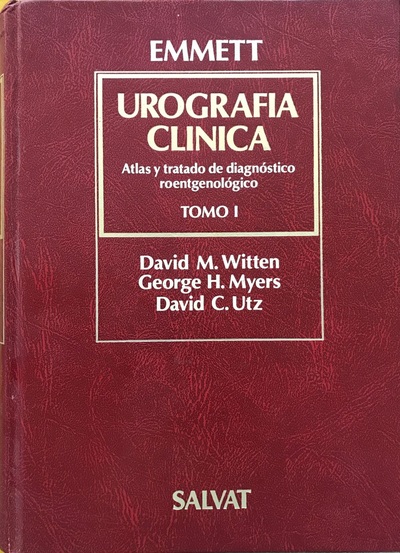 EMMETT
UROGRAFIA
CLINICA
Atlas y tratado de diagnóstico
roentgenológico
TOMO I
David M. Witten
George H. Myers
David C. Utz
SALVAT